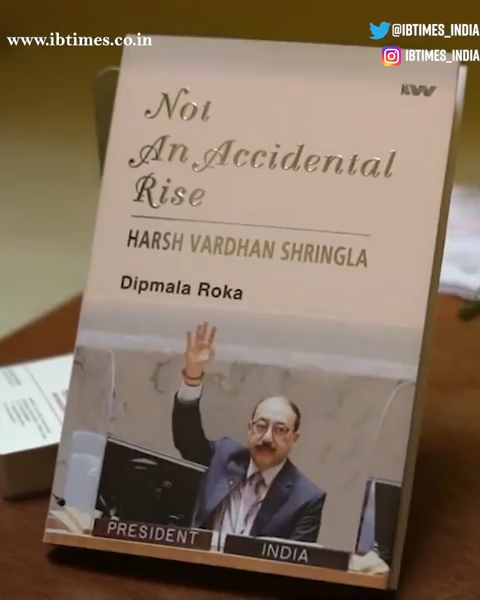 www.ibtimes.co.in
@IBTIMES_INDIA
IBTIMES_INDIA
KW
Not
An Accidental
Rise
HARSH VARDHAN SHRINGLA
Dipmala Roka
PRESIDENT
INDIA